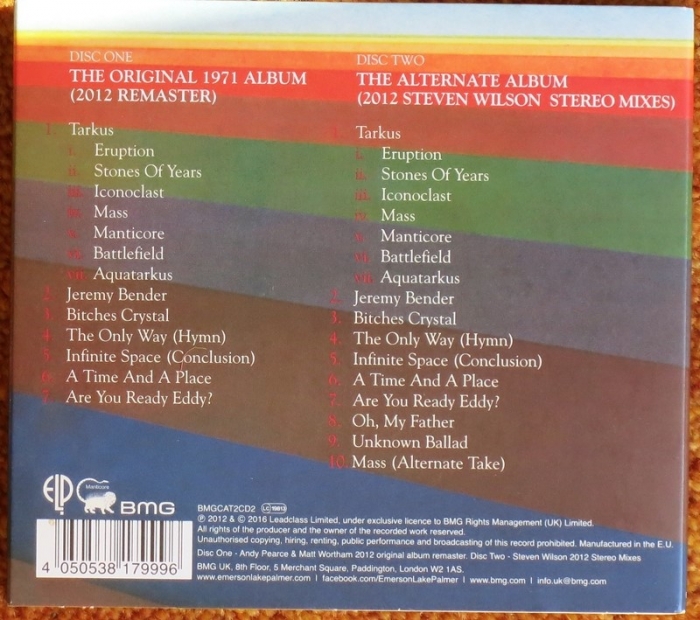 DISC ONE
THE ORIGINAL 1971 ALBUM
(2012 REMASTER)
1. Tarkus
i. Eruption
ii. Stones Of Years
iii. Iconoclast
iv. Mass
v. Manticore
vi. Battlefield
vii. Aquatarkus
2. Jeremy Bender
3. Bitches Crystal
4. The Only Way (Hymn)
5. Infinite Space (Conclusion)
6. A Time And A Place
7. Are You Ready Eddy?
DISC TWO
THE ALTERNATE ALBUM
(2012 STEVEN WILSON STEREO MIXES)
1. Tarkus
i. Eruption
ii. Stones Of Years
iii. Iconoclast
iv. Mass
v. Manticore
vi. Battlefield
vii. Aquatarkus
2. Jeremy Bender
3. Bitches Crystal
4. The Only Way (Hymn)
5. Infinite Space (Conclusion)
6. A Time And A Place
7. Are You Ready Eddy?
8. Oh, My Father
9. Unknown Ballad
10. Mass (Alternate Take)
ELP
Manticore
BMG
4 050538 179996
BMGCAT2CD2 LC
℗ 2012 & © 2016 Leadclass Limited, under exclusive licence to BMG Rights Management (UK) Limited.
All rights of the producer and the owner of the recorded work reserved.
Unauthorised copying, hiring, renting, public performance and broadcasting of this record prohibited. Manufactured in the E.U.
Disc One - Andy Pearce & Matt Wortham 2012 original album remaster. Disc Two - Steven Wilson 2012 Stereo Mixes
BMG UK, 8th Floor, 5 Merchant Square, Paddington, London W2 1AS.
www.emersonlakepalmer.com | facebook.com/EmersonLakePalmer | www.bmg.com | info.uk@bmg.com